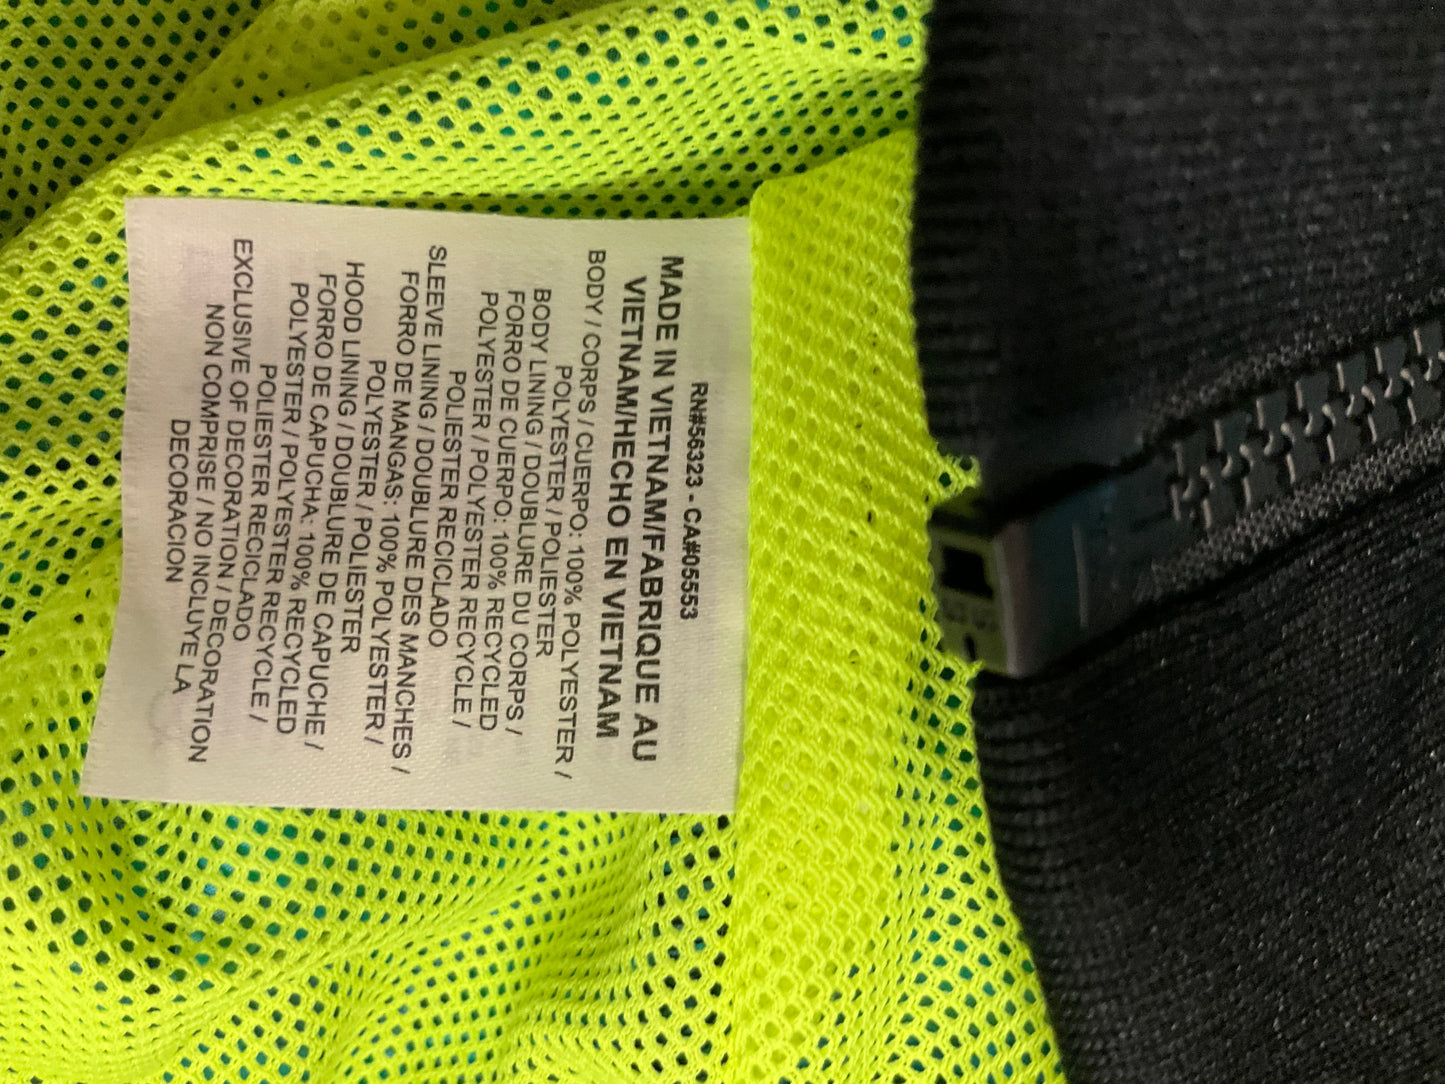 RN#56323 - CA#05553
MADE IN VIETNAM/FABRIQUE AU
VIETNAM/HECHO EN VIETNAM
BODY / CORPS / CUERPO: 100% POLYESTER /
POLYESTER / POLIESTER
BODY LINING / DOUBLURE DU CORPS /
FORRO DE CUERPO: 100% RECYCLED
POLYESTER / POLYESTER RECYCLE /
POLIESTER RECICLADO
SLEEVE LINING / DOUBLURE DES MANCHES /
FORRO DE MANGAS: 100% POLYESTER /
POLYESTER / POLIESTER
HOOD LINING / DOUBLURE DE CAPUCHE /
FORRO DE CAPUCHA: 100% RECYCLED
POLYESTER / POLYESTER RECYCLE /
POLIESTER RECICLADO
EXCLUSIVE OF DECORATION / DECORATION
NON COMPRISE / NO INCLUYE LA
DECORACION